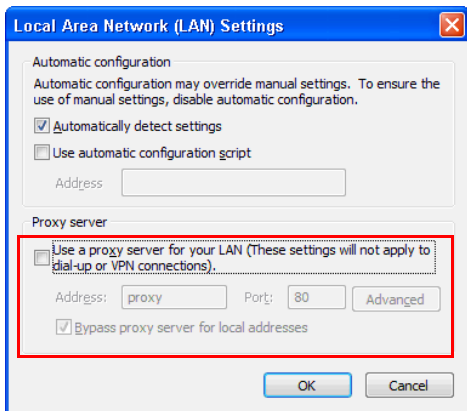 Local Area Network (LAN) Settings
Automatic configuration
Automatic configuration may override manual settings. To ensure the
use of manual settings, disable automatic configuration.
Automatically detect settings
Use automatic configuration script
Address
Proxy server
Use a proxy server for your LAN (These settings will not apply to
dial-up or VPN connections).
Address: proxy Port: 80 Advanced
Bypass proxy server for local addresses
OK Cancel